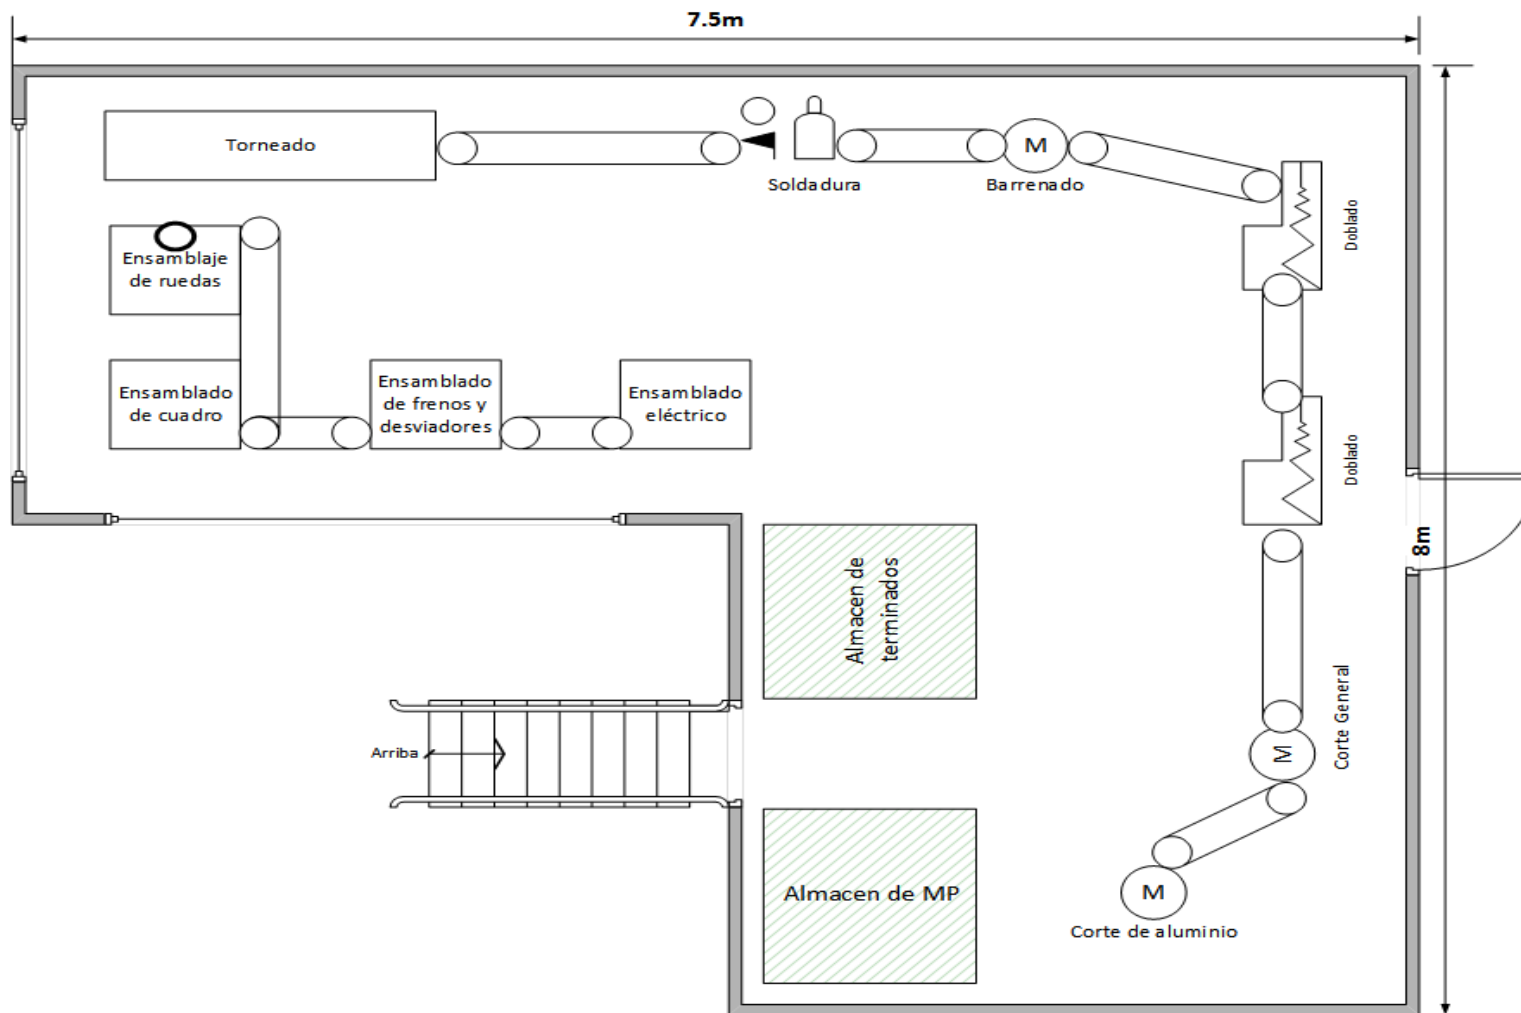 7.5m
Torneado
M
Soldadura
Barrenado
Doblado
Ensamblaje
de ruedas
Ensamblado
de cuadro
Ensamblado
de frenos y
desviadores
Ensamblado
eléctrico
Doblado
8m
Almacen de
terminados
Corte General
M
Arriba
Almacen de MP
M
Corte de aluminio